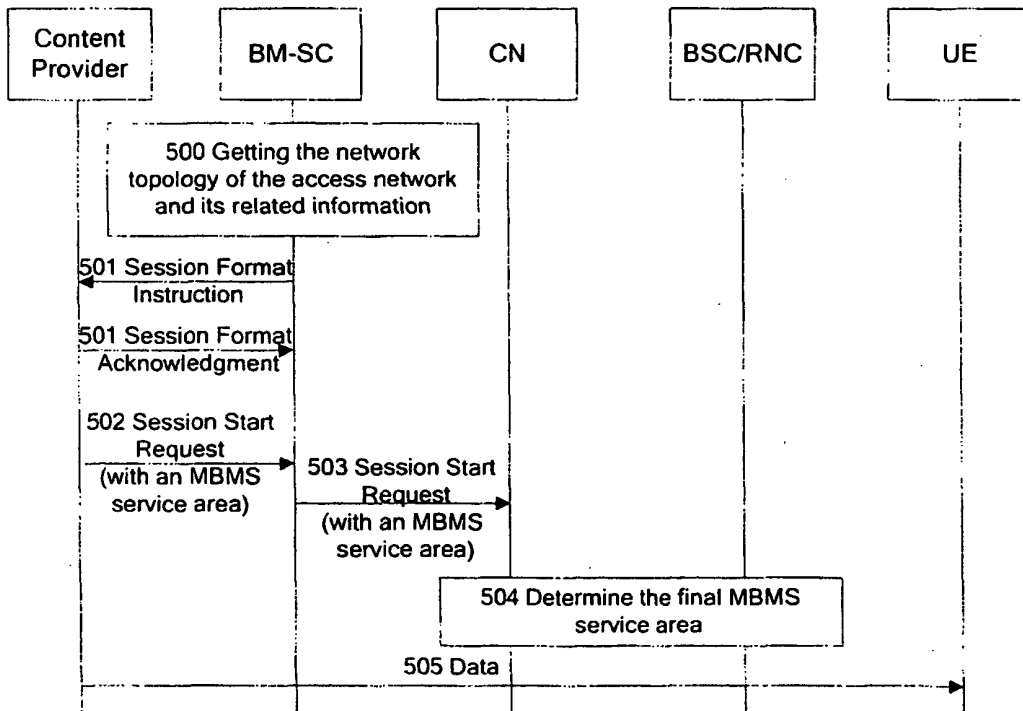 Content
Provider
BM-SC
CN
BSC/RNC
UE
500 Getting the network
topology of the access network
and its related information
501 Session Format
Instruction
501 Session Format
Acknowledgment
502 Session Start
Request
(with an MBMS
service area)
503 Session Start
Request
(with an MBMS
service area)
504 Determine the final MBMS
service area
505 Data